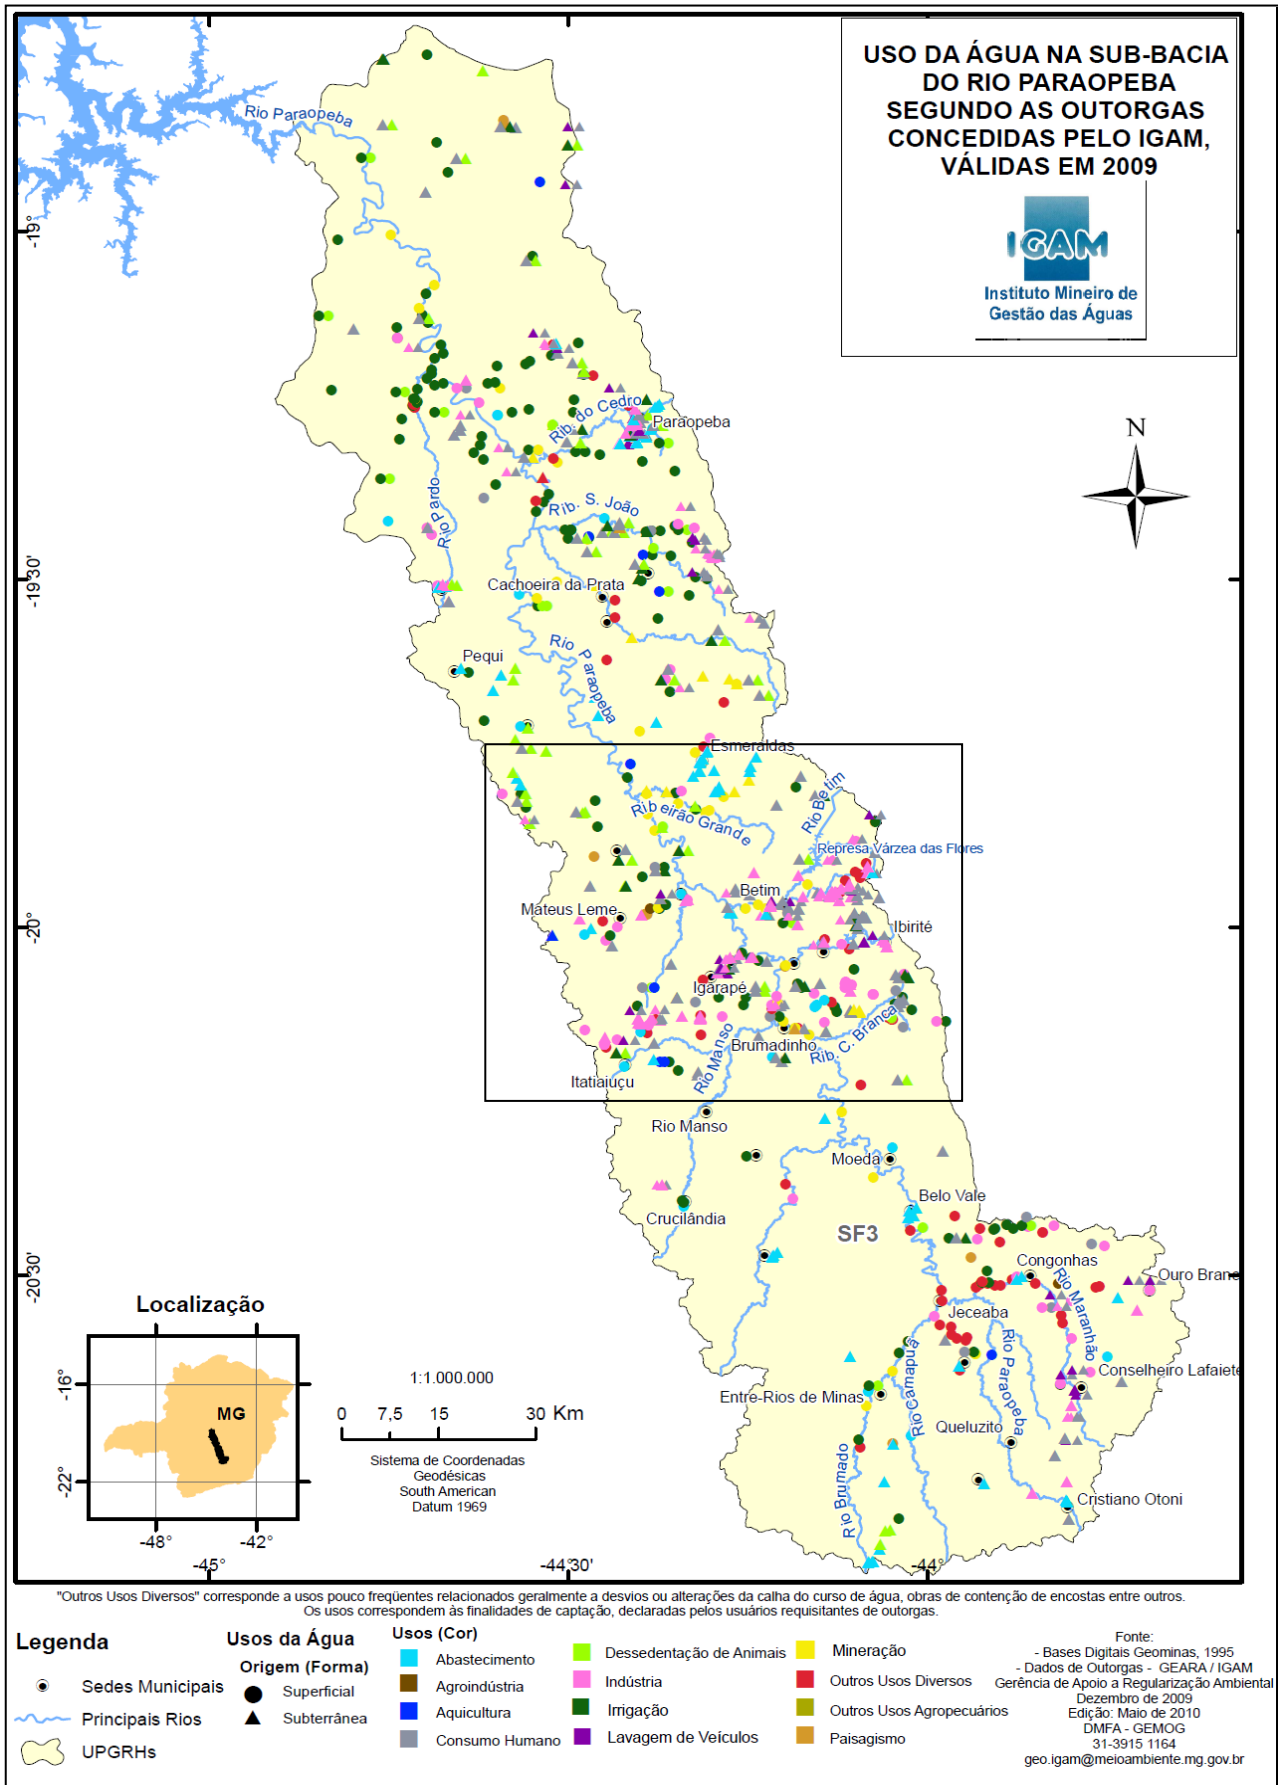 USO DA ÁGUA NA SUB-BACIA
DO RIO PARAOPEBA
SEGUNDO AS OUTORGAS
CONCEDIDAS PELO IGAM,
VÁLIDAS EM 2009
IGAM
Instituto Mineiro de
Gestão das Águas
Rio Paraopeba
-19°
N
Rib. do Cedro
Paraopeba
Rio Pardo
Rib. S. João
-19°30'
Cachoeira da Prata
Rio Paraopeba
Pequi
Esmeraldas
Rio Betim
Ribeirão Grande
Represa Várzea das Flores
Betim
Mateus Leme
-20°
Ibirité
Igarapé
Brumadinho
Rib. C. Branca
Rio Manso
Itatiaiuçu
Rio Manso
Moeda
Belo Vale
Crucilândia
SF3
Congonhas
-20°30'
Ouro Bran
Rio Maranhão
Jeceaba
Rio Paraopeba
Rio Camapuã
Conselheiro Lafaiete
Entre-Rios de Minas
Queluzito
Rio Brumado
Cristiano Otoni
Localização
-16°
MG
-22°
-48°
-42°
1:1.000.000
0 7,5 15 30 Km
Sistema de Coordenadas
Geodésicas
South American
Datum 1969
-45°
-44°30'
-44°
"Outros Usos Diversos" corresponde a usos pouco freqüentes relacionados geralmente a desvios ou alterações da calha do curso de água, obras de contenção de encostas entre outros.
Os usos correspondem às finalidades de captação, declaradas pelos usuários requisitantes de outorgas.
Legenda
Sedes Municipais
Principais Rios
UPGRHs
Usos da Água
Origem (Forma)
Superficial
Subterrânea
Usos (Cor)
Abastecimento
Agroindústria
Aquicultura
Consumo Humano
Dessedentação de Animais
Indústria
Irrigação
Lavagem de Veículos
Mineração
Outros Usos Diversos
Outros Usos Agropecuários
Paisagismo
Fonte:
- Bases Digitais Geominas, 1995
- Dados de Outorgas - GEARA / IGAM
Gerência de Apoio a Regularização Ambiental
Dezembro de 2009
Edição: Maio de 2010
DMFA - GEMOG
31-3915 1164
geo.igam@meioambiente.mg.gov.br